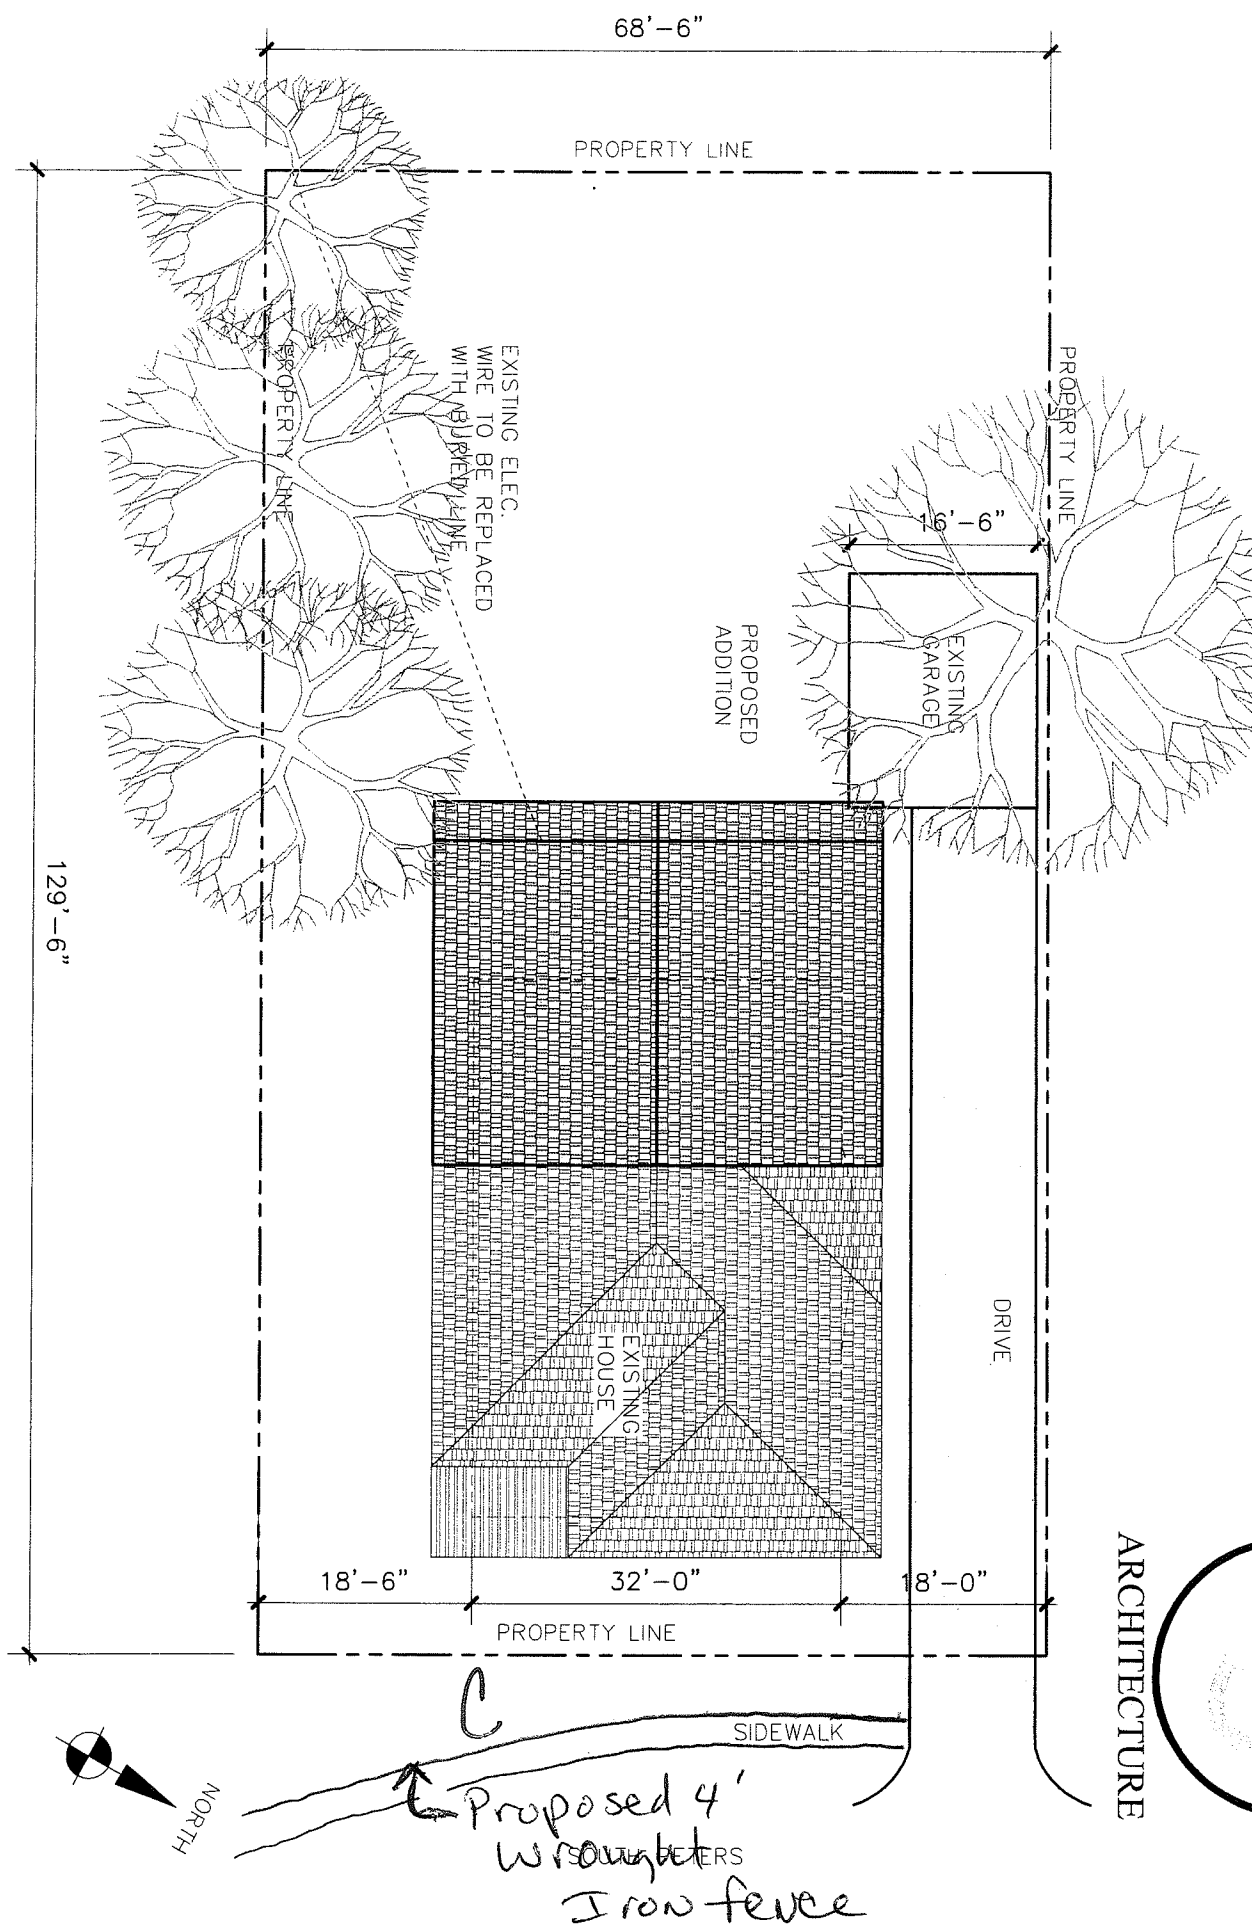 68'-6"
PROPERTY LINE
PROPERTY LINE
PROPERTY LINE
EXISTING ELEC.
WIRE TO BE REPLACED
WITH BURIED LINE
16'-6"
EXISTING
GARAGE
PROPOSED
ADDITION
129'-6"
DRIVE
EXISTING
HOUSE
18'-6"
32'-0"
18'-0"
PROPERTY LINE
ARCHITECTURE
C
SIDEWALK
NORTH
Proposed 4'
Wrought
SOUTH PETERS
Iron fence